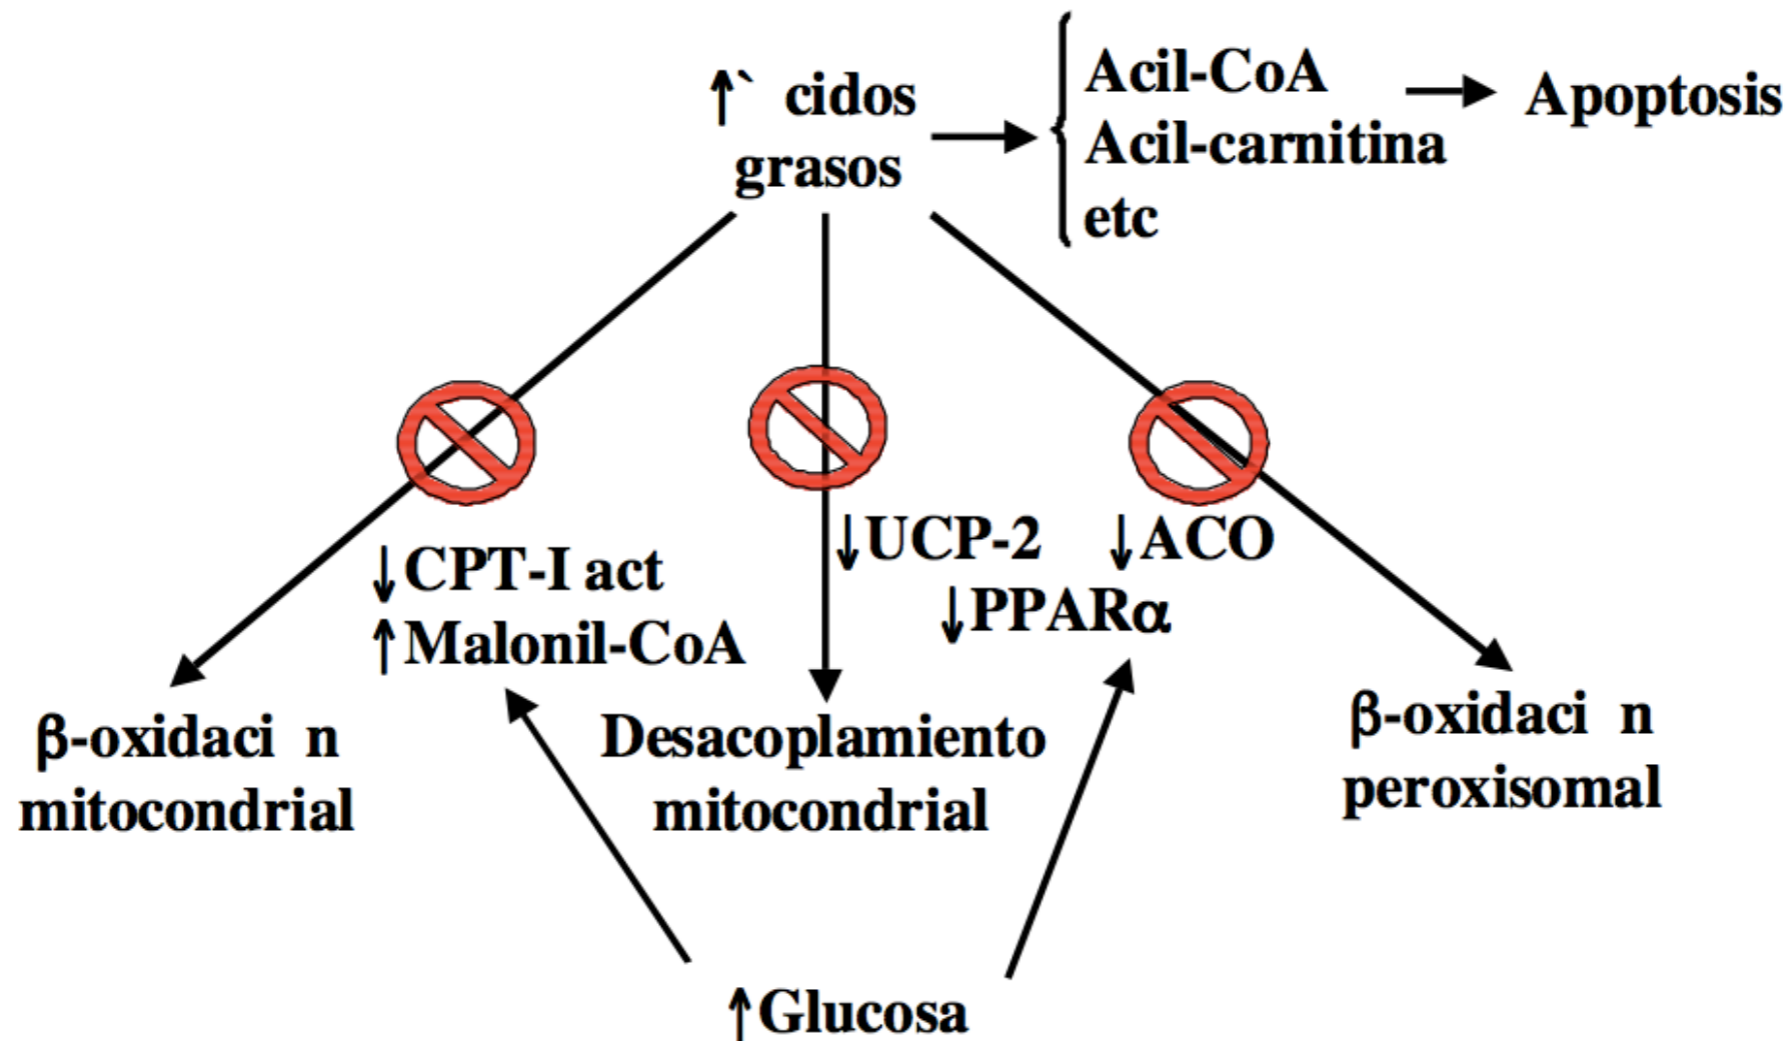 ↑` cidos
grasos
Acil-CoA
Acil-carnitina
etc
Apoptosis
↓CPT-I act
↑Malonil-CoA
↓UCP-2
↓ACO
↓PPARα
β-oxidaci n
mitocondrial
Desacoplamiento
mitocondrial
β-oxidaci n
peroxisomal
↑Glucosa